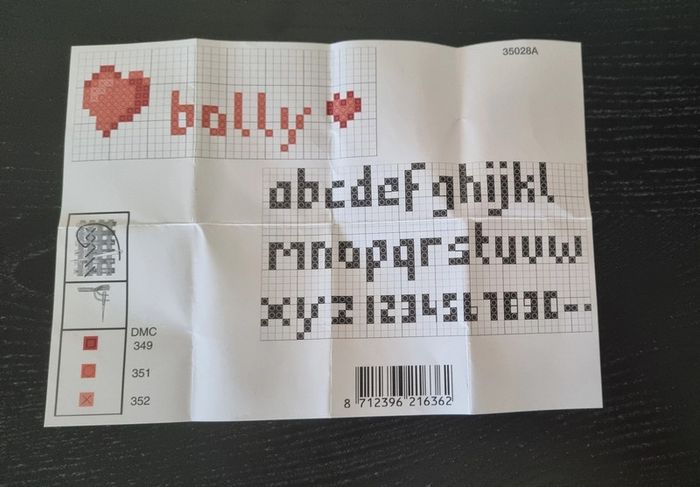 35028A
bolly
abcdefghijkl
mnopqrstuvw
xyz1234567890-.
DMC
349
351
352
8 712396 216362